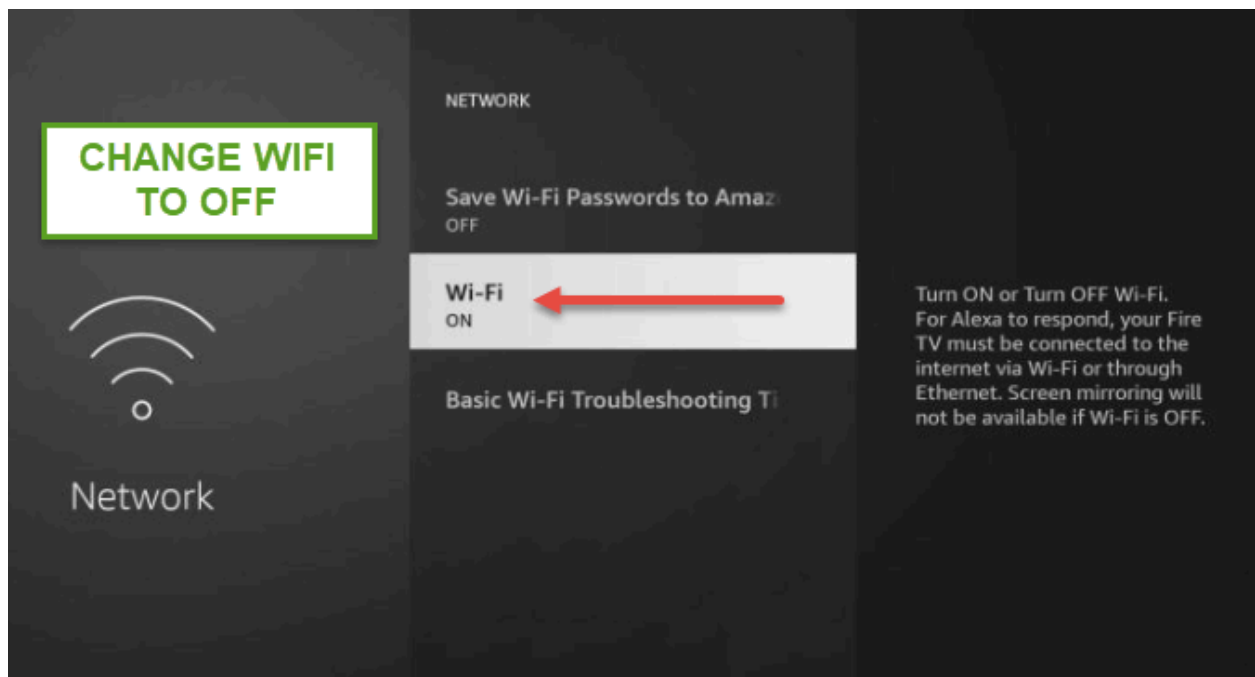 CHANGE WIFI
TO OFF
Network
NETWORK
Save Wi-Fi Passwords to Amaz
OFF
Wi-Fi
ON
Basic Wi-Fi Troubleshooting Ti
Turn ON or Turn OFF Wi-Fi.
For Alexa to respond, your Fire
TV must be connected to the
internet via Wi-Fi or through
Ethernet. Screen mirroring will
not be available if Wi-Fi is OFF.